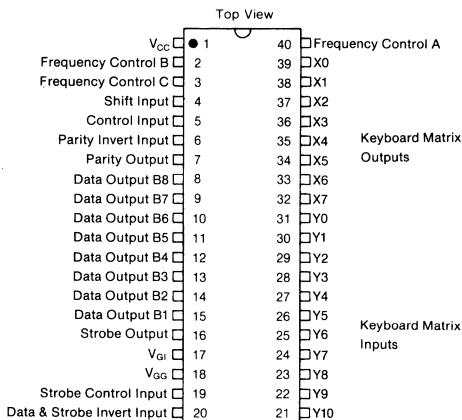 Top View
VCC 1 40 Frequency Control A
Frequency Control B 2 39 X0
Frequency Control C 3 38 X1
Shift Input 4 37 X2
Control Input 5 36 X3
Parity Invert Input 6 35 X4
Keyboard Matrix
Outputs
Parity Output 7 34 X5
Data Output B8 8 33 X6
Data Output B7 9 32 X7
Data Output B6 10 31 Y0
Data Output B5 11 30 Y1
Data Output B4 12 29 Y2
Data Output B3 13 28 Y3
Data Output B2 14 27 Y4
Data Output B1 15 26 Y5
Strobe Output 16 25 Y6
Keyboard Matrix
Inputs
VGI 17 24 Y7
VGG 18 23 Y8
Strobe Control Input 19 22 Y9
Data & Strobe Invert Input 20 21 Y10